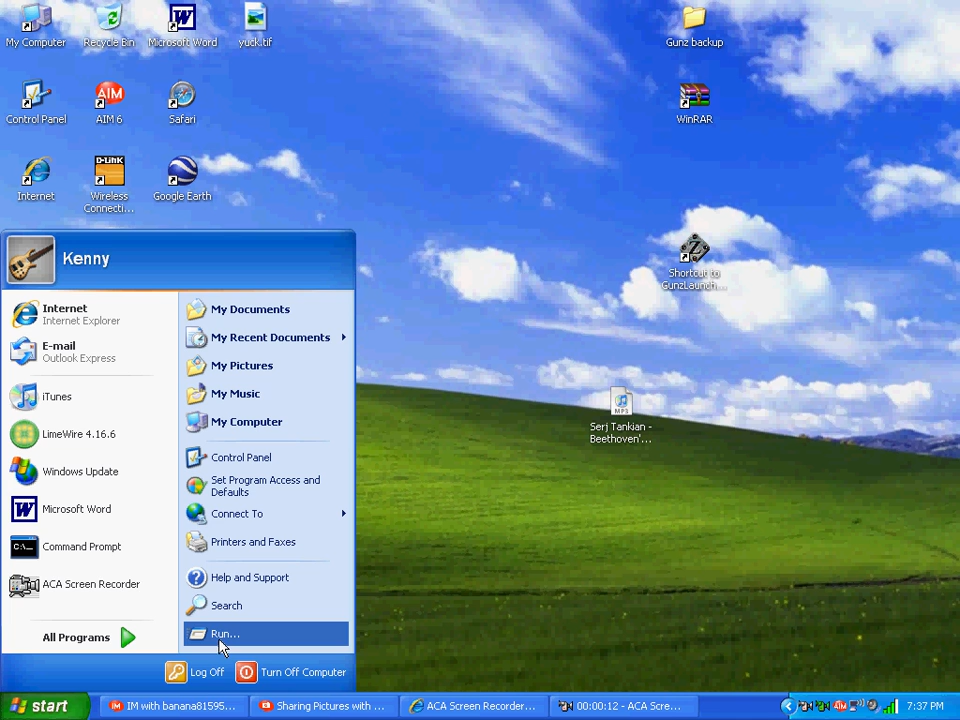 My Computer
Recycle Bin
Microsoft Word
yuck.tif
Gunz backup
Control Panel
AIM
AIM 6
Safari
WinRAR
D-Link
Internet
Wireless
Connecti...
Google Earth
Shortcut to
GunzLaunch...
MP3
Serj Tankian -
Beethoven'...
Kenny
Internet
Internet Explorer
E-mail
Outlook Express
iTunes
LimeWire 4.16.6
Windows Update
W
Microsoft Word
C:\_
Command Prompt
ACA Screen Recorder
All Programs
My Documents
My Recent Documents
My Pictures
My Music
My Computer
Control Panel
Set Program Access and
Defaults
Connect To
Printers and Faxes
Help and Support
Search
Run...
Log Off
Turn Off Computer
start
IM with banana81595...
Sharing Pictures with ...
ACA Screen Recorder...
00:00:12 - ACA Scre...
7:37 PM